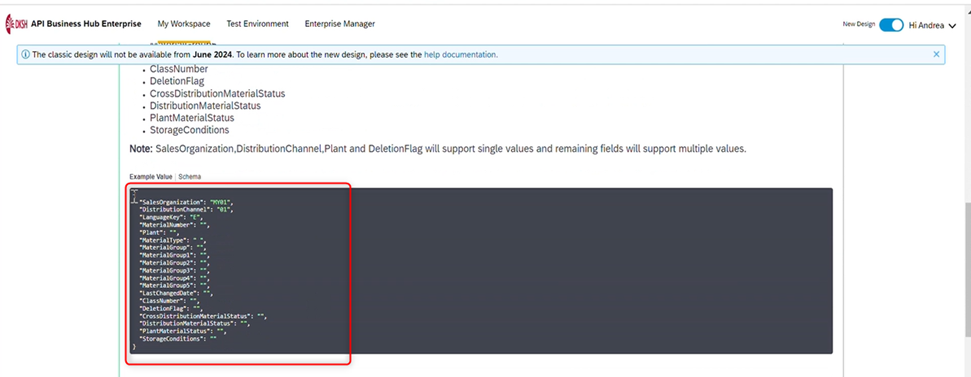 DKSH API Business Hub Enterprise My Workspace Test Environment Enterprise Manager New Design Hi Andrea
The classic design will not be available from June 2024. To learn more about the new design, please see the help documentation.
• ClassNumber
• DeletionFlag
• CrossDistributionMaterialStatus
• DistributionMaterialStatus
• PlantMaterialStatus
• StorageConditions
Note: SalesOrganization,DistributionChannel,Plant and DeletionFlag will support single values and remaining fields will support multiple values.
Example Value | Schema
{
"SalesOrganization": "MY01",
"DistributionChannel": "01",
"LanguageKey": "E",
"MaterialNumber": "",
"Plant": "",
"MaterialType": " ",
"MaterialGroup": "",
"MaterialGroup1": "",
"MaterialGroup2": "",
"MaterialGroup3": "",
"MaterialGroup4": "",
"MaterialGroup5": "",
"LastChangedDate": "",
"ClassNumber": "",
"DeletionFlag": "",
"CrossDistributionMaterialStatus": "",
"DistributionMaterialStatus": "",
"PlantMaterialStatus": "",
"StorageConditions": ""
}